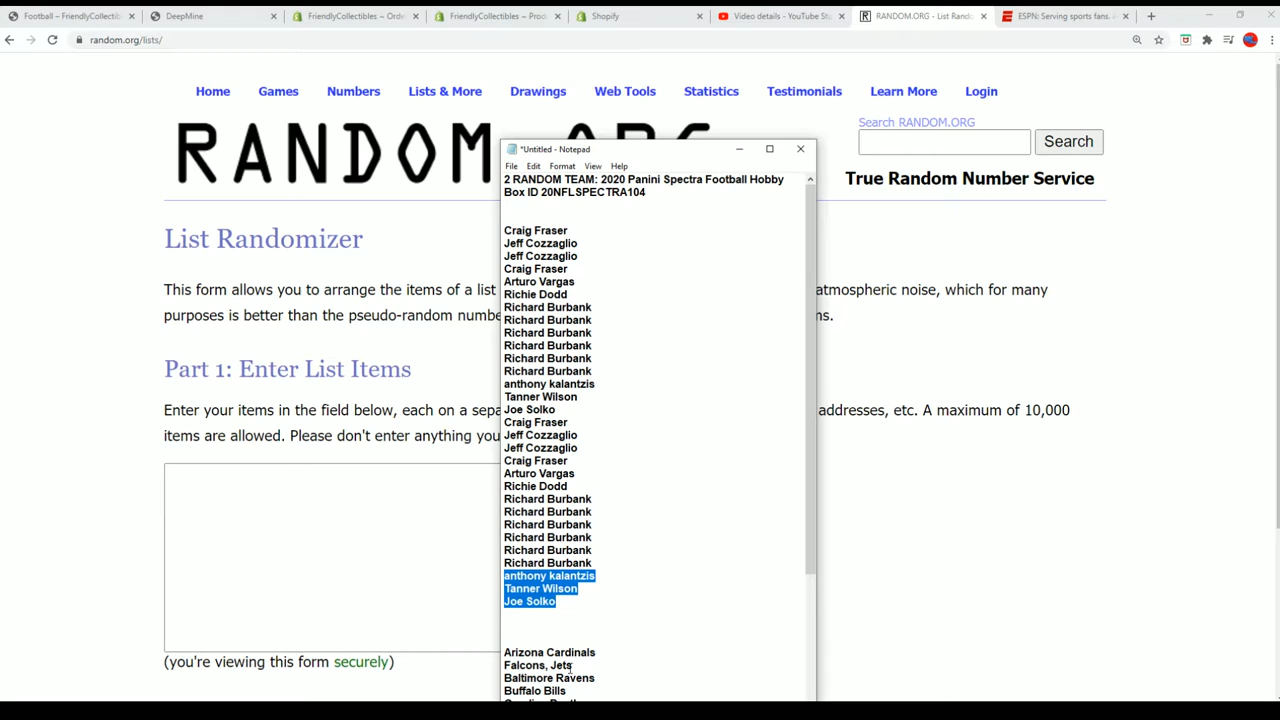 Football ~ FriendlyCollectibles
DeepMine
FriendlyCollectibles ~ Orde
FriendlyCollectibles ~ Prod
Shopify
Video details - YouTube Stu
RANDOM.ORG - List Rando
ESPN: Serving sports fans. A
random.org/lists/
Home Games Numbers Lists & More Drawings Web Tools Statistics Testimonials Learn More Login
Search RANDOM.ORG
Search
RANDOM.ORG
True Random Number Service
List Randomizer
This form allows you to arrange the items of a list
atmospheric noise, which for many
purposes is better than the pseudo-random numbe
ms.
Part 1: Enter List Items
Enter your items in the field below, each on a sepa
addresses, etc. A maximum of 10,000
items are allowed. Please don't enter anything you
(you're viewing this form securely)
*Untitled - Notepad
File Edit Format View Help
2 RANDOM TEAM: 2020 Panini Spectra Football Hobby
Box ID 20NFLSPECTRA104
Craig Fraser
Jeff Cozzaglio
Jeff Cozzaglio
Craig Fraser
Arturo Vargas
Richie Dodd
Richard Burbank
Richard Burbank
Richard Burbank
Richard Burbank
Richard Burbank
Richard Burbank
anthony kalantzis
Tanner Wilson
Joe Solko
Craig Fraser
Jeff Cozzaglio
Jeff Cozzaglio
Craig Fraser
Arturo Vargas
Richie Dodd
Richard Burbank
Richard Burbank
Richard Burbank
Richard Burbank
Richard Burbank
Richard Burbank
anthony kalantzis
Tanner Wilson
Joe Solko
Arizona Cardinals
Falcons, Jets
Baltimore Ravens
Buffalo Bills